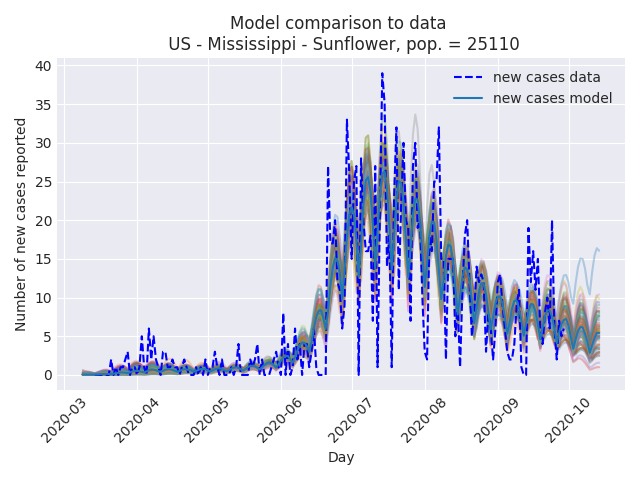 Model comparison to data
US - Mississippi - Sunflower, pop. = 25110
new cases data
new cases model
Number of new cases reported
40
35
30
25
20
15
10
5
0
2020-03
2020-04
2020-05
2020-06
2020-07
2020-08
2020-09
2020-10
Day